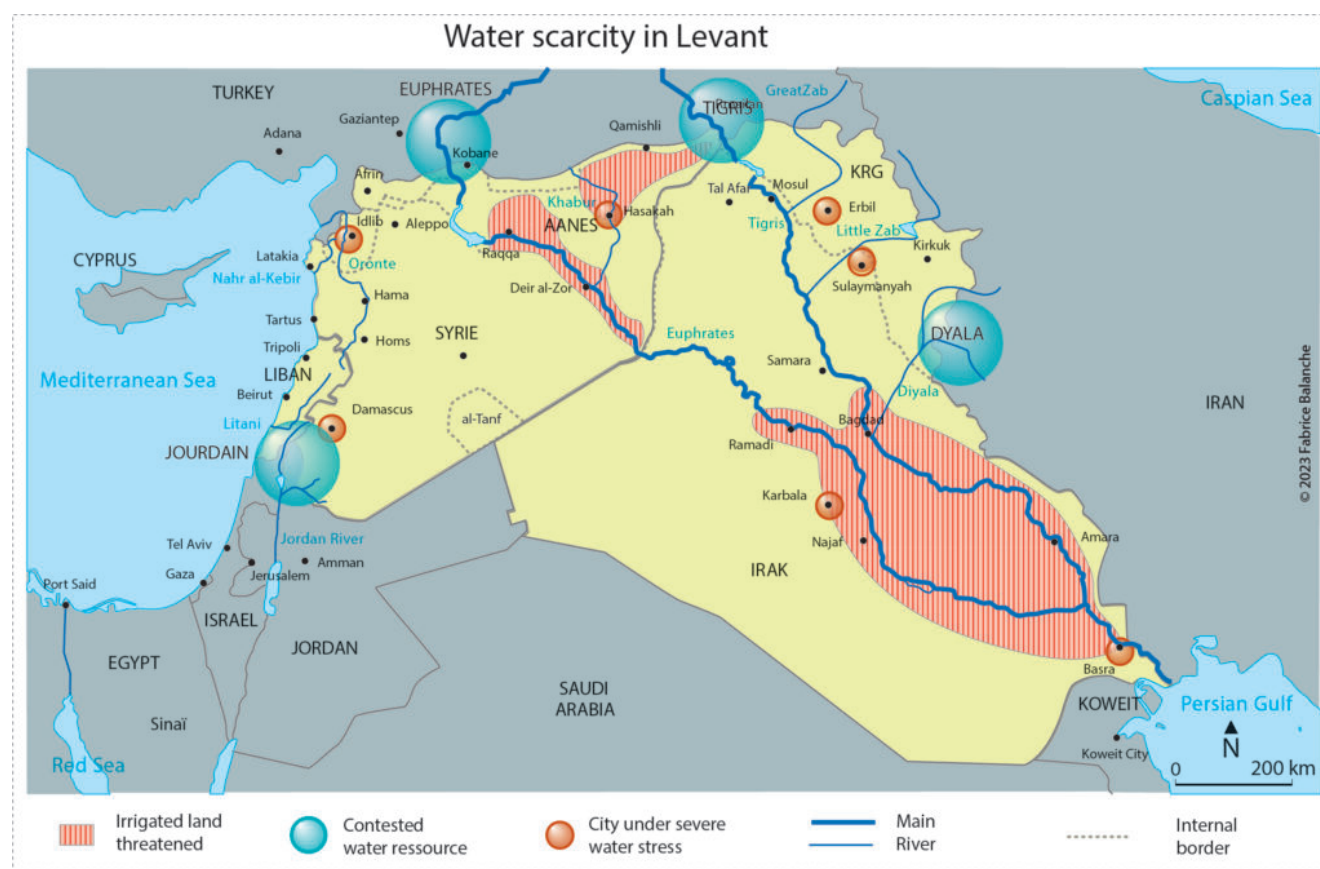 Water scarcity in Levant
TURKEY
EUPHRATES
TIGRIS
GreatZab
Caspian Sea
Gaziantep
Adana
Qamishli
Kobane
Afrin
KRG
Tal Afar
Mosul
Khabur
Hasakah
Erbil
Idlib
Aleppo
AANES
Tigris
Little Zab
Kirkuk
Latakia
CYPRUS
Nahr al-Kebir
Oronte
Raqqa
Deir al-Zor
Sulaymanyah
Hama
Tartus
SYRIE
Euphrates
DYALA
Tripoli
Homs
LIBAN
Samara
Mediterranean Sea
Beirut
Diyala
IRAN
Litani
Damascus
al-Tanf
Bagdad
Ramadi
JOURDAIN
© 2023 Fabrice Balanche
Karbala
Najaf
Amara
Tel Aviv
Jordan River
Amman
Gaza
Jerusalem
IRAK
Port Said
ISRAEL
JORDAN
EGYPT
Basra
SAUDI
ARABIA
KOWEIT
Persian Gulf
Sinaï
N
Koweit City
Red Sea
0 200 km
Irrigated land
threatened
Contested
water ressource
City under severe
water stress
Main
River
Internal
border